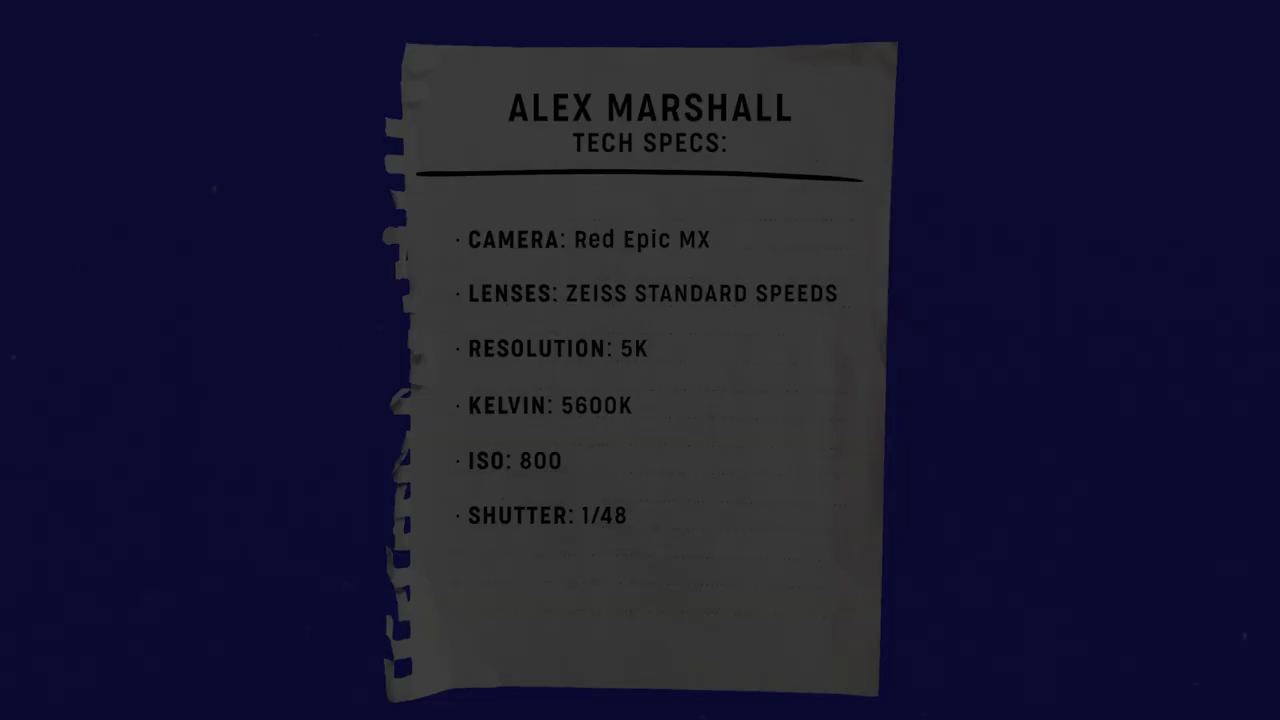 ALEX MARSHALL
TECH SPECS:
· CAMERA: Red Epic MX
· LENSES: ZEISS STANDARD SPEEDS
· RESOLUTION: 5K
· KELVIN: 5600K
· ISO: 800
· SHUTTER: 1/48